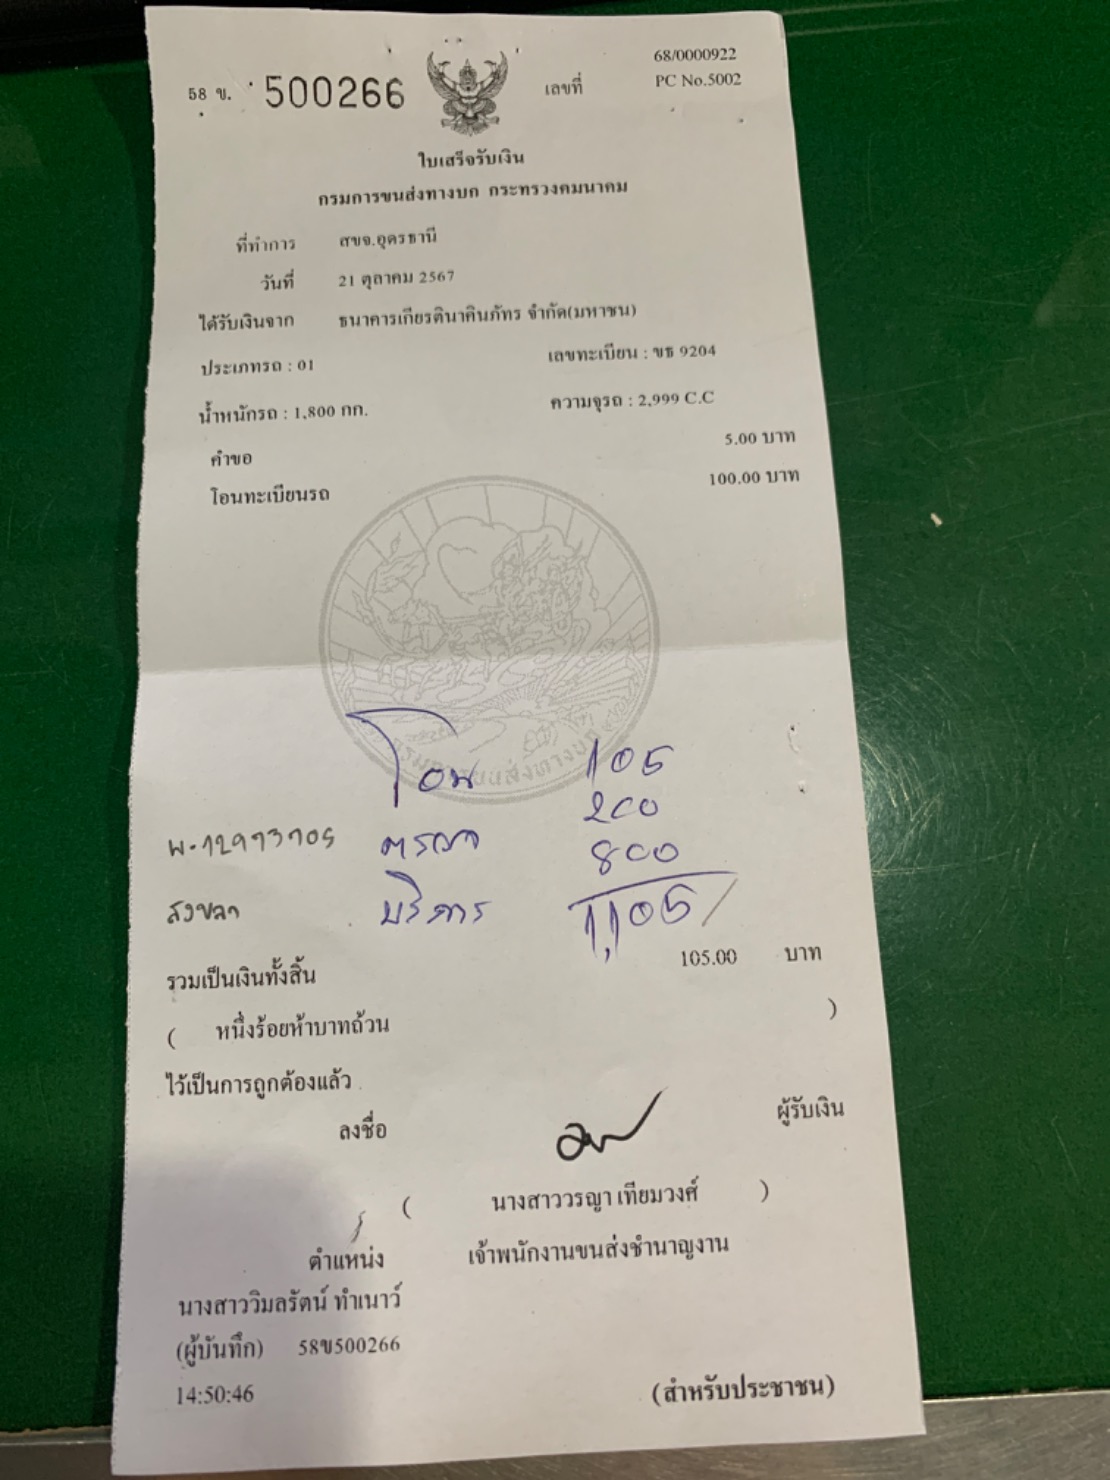 58 ข. 500266 เลขที่ 68/0000922
PC No.5002
ใบเสร็จรับเงิน
กรมการขนส่งทางบก กระทรวงคมนาคม
ที่ทำการ สขจ.อุดรธานี
วันที่ 21 ตุลาคม 2567
ได้รับเงินจาก ธนาคารเกียรตินาคินภัทร จำกัด(มหาชน)
ประเภทรถ : 01 เลขทะเบียน : ขธ 9204
น้ำหนักรถ : 1,800 กก. ความจุรถ : 2,999 C.C
คำขอ 5.00 บาท
โอนทะเบียนรถ 100.00 บาท
โอน 105
200
ตรวจ 800
สงขลา บริการ 1,105/
รวมเป็นเงินทั้งสิ้น 105.00 บาท
( หนึ่งร้อยห้าบาทถ้วน )
ไว้เป็นการถูกต้องแล้ว
ลงชื่อ ผู้รับเงิน
( นางสาววรญา เทียมวงศ์ )
ตำแหน่ง เจ้าพนักงานขนส่งชำนาญงาน
นางสาววิมลรัตน์ ทำเนาว์
(ผู้บันทึก) 58ข500266
14:50:46 (สำหรับประชาชน)